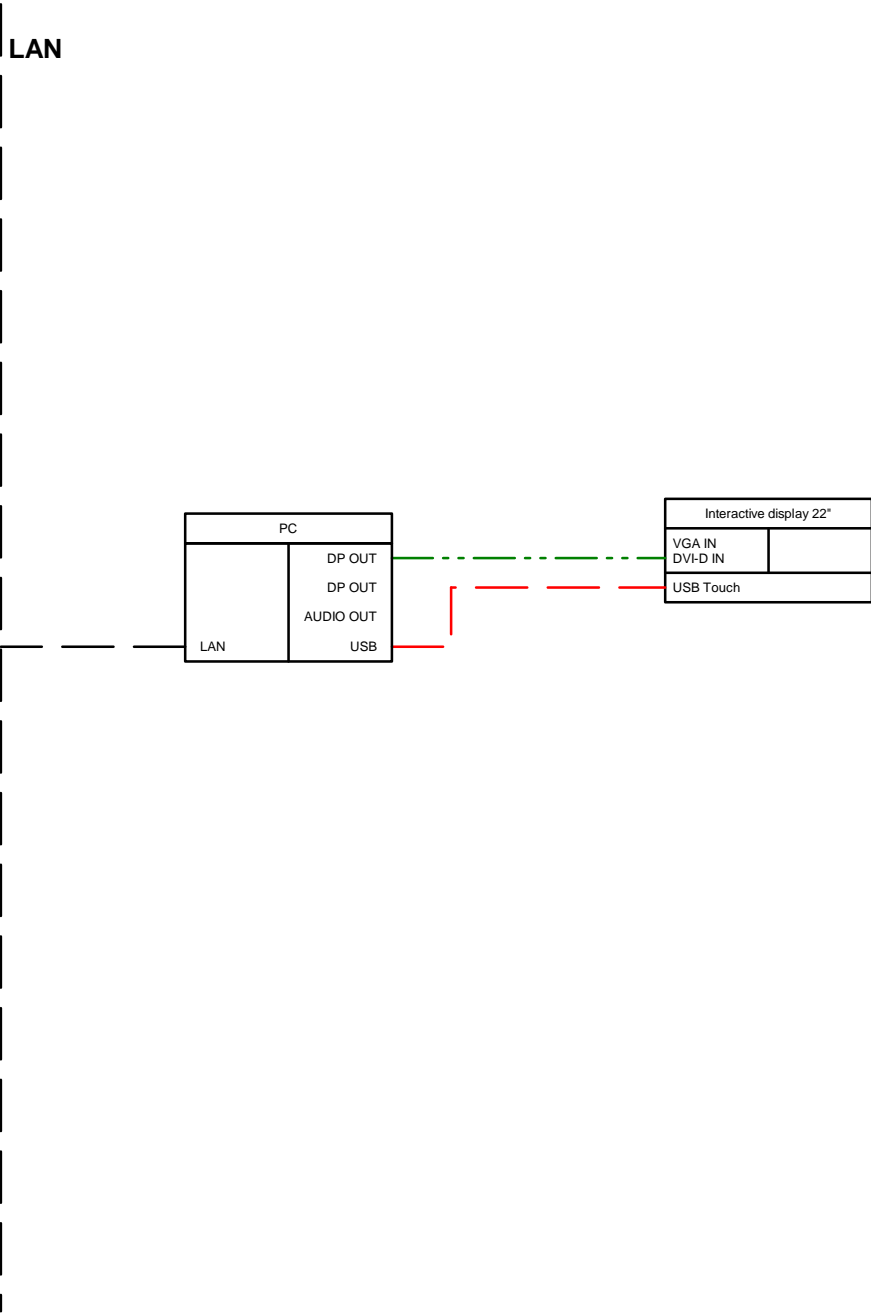 LAN
PC
DP OUT
DP OUT
AUDIO OUT
LAN
USB
Interactive display 22"
VGA IN
DVI-D IN
USB Touch